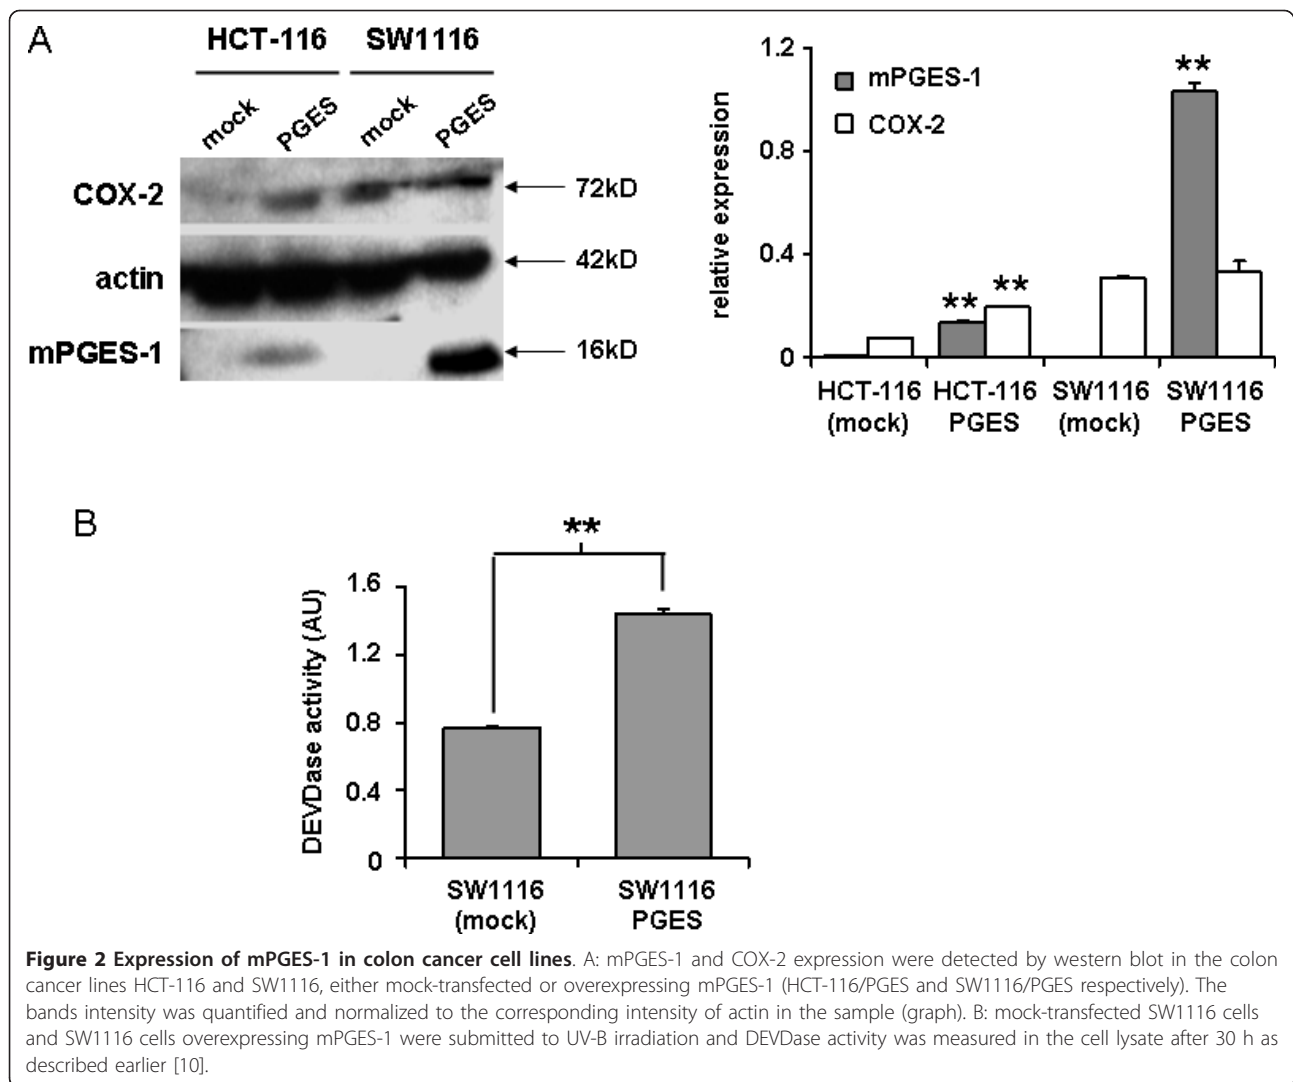 A
HCT-116 SW1116
mock PGES mock PGES
COX-2
72kD
actin
42kD
mPGES-1
16kD
relative expression
1.2
0.8
0.4
0
mPGES-1
COX-2
**
** **
HCT-116 HCT-116 SW1116 SW1116
(mock) PGES (mock) PGES
B
**
DEVDase activity (AU)
1.6
1.2
0.8
0.4
0
SW1116 SW1116
(mock) PGES
Figure 2 Expression of mPGES-1 in colon cancer cell lines. A: mPGES-1 and COX-2 expression were detected by western blot in the colon
cancer lines HCT-116 and SW1116, either mock-transfected or overexpressing mPGES-1 (HCT-116/PGES and SW1116/PGES respectively). The
bands intensity was quantified and normalized to the corresponding intensity of actin in the sample (graph). B: mock-transfected SW1116 cells
and SW1116 cells overexpressing mPGES-1 were submitted to UV-B irradiation and DEVDase activity was measured in the cell lysate after 30 h as
described earlier [10].